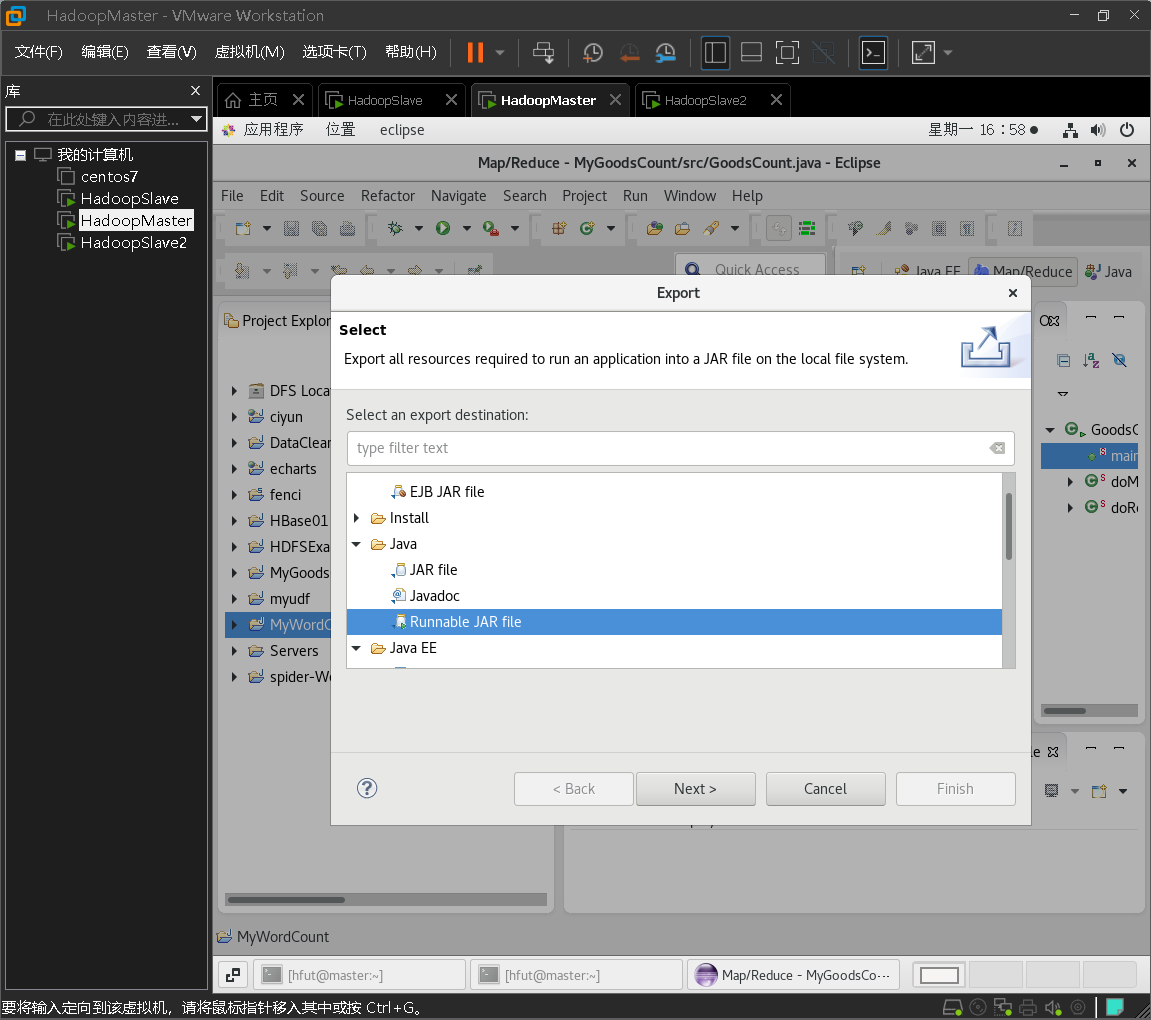 HadoopMaster - VMware Workstation
文件(F) 编辑(E) 查看(V) 虚拟机(M) 选项卡(T) 帮助(H)
库
在此处键入内容进...
我的计算机
centos7
HadoopSlave
HadoopMaster
HadoopSlave2
主页 HadoopSlave HadoopMaster HadoopSlave2
应用程序 位置 eclipse 星期一 16：58
Map/Reduce - MyGoodsCount/src/GoodsCount.java - Eclipse
File Edit Source Refactor Navigate Search Project Run Window Help
Quick Access Java EE Map/Reduce Java
Project Explor
DFS Loca
ciyun
DataClear
echarts
fenci
HBase01
HDFSExa
MyGoods
myudf
MyWordC
Servers
spider-We
Export
Select
Export all resources required to run an application into a JAR file on the local file system.
Select an export destination:
type filter text
EJB JAR file
Install
Java
JAR file
Javadoc
Runnable JAR file
Java EE
< Back Next > Cancel Finish
GoodsC
main
doM
doRe
MyWordCount
[hfut@master:~] [hfut@master:~] Map/Reduce - MyGoodsCo···
要将输入定向到该虚拟机，请将鼠标指针移入其中或按 Ctrl+G。